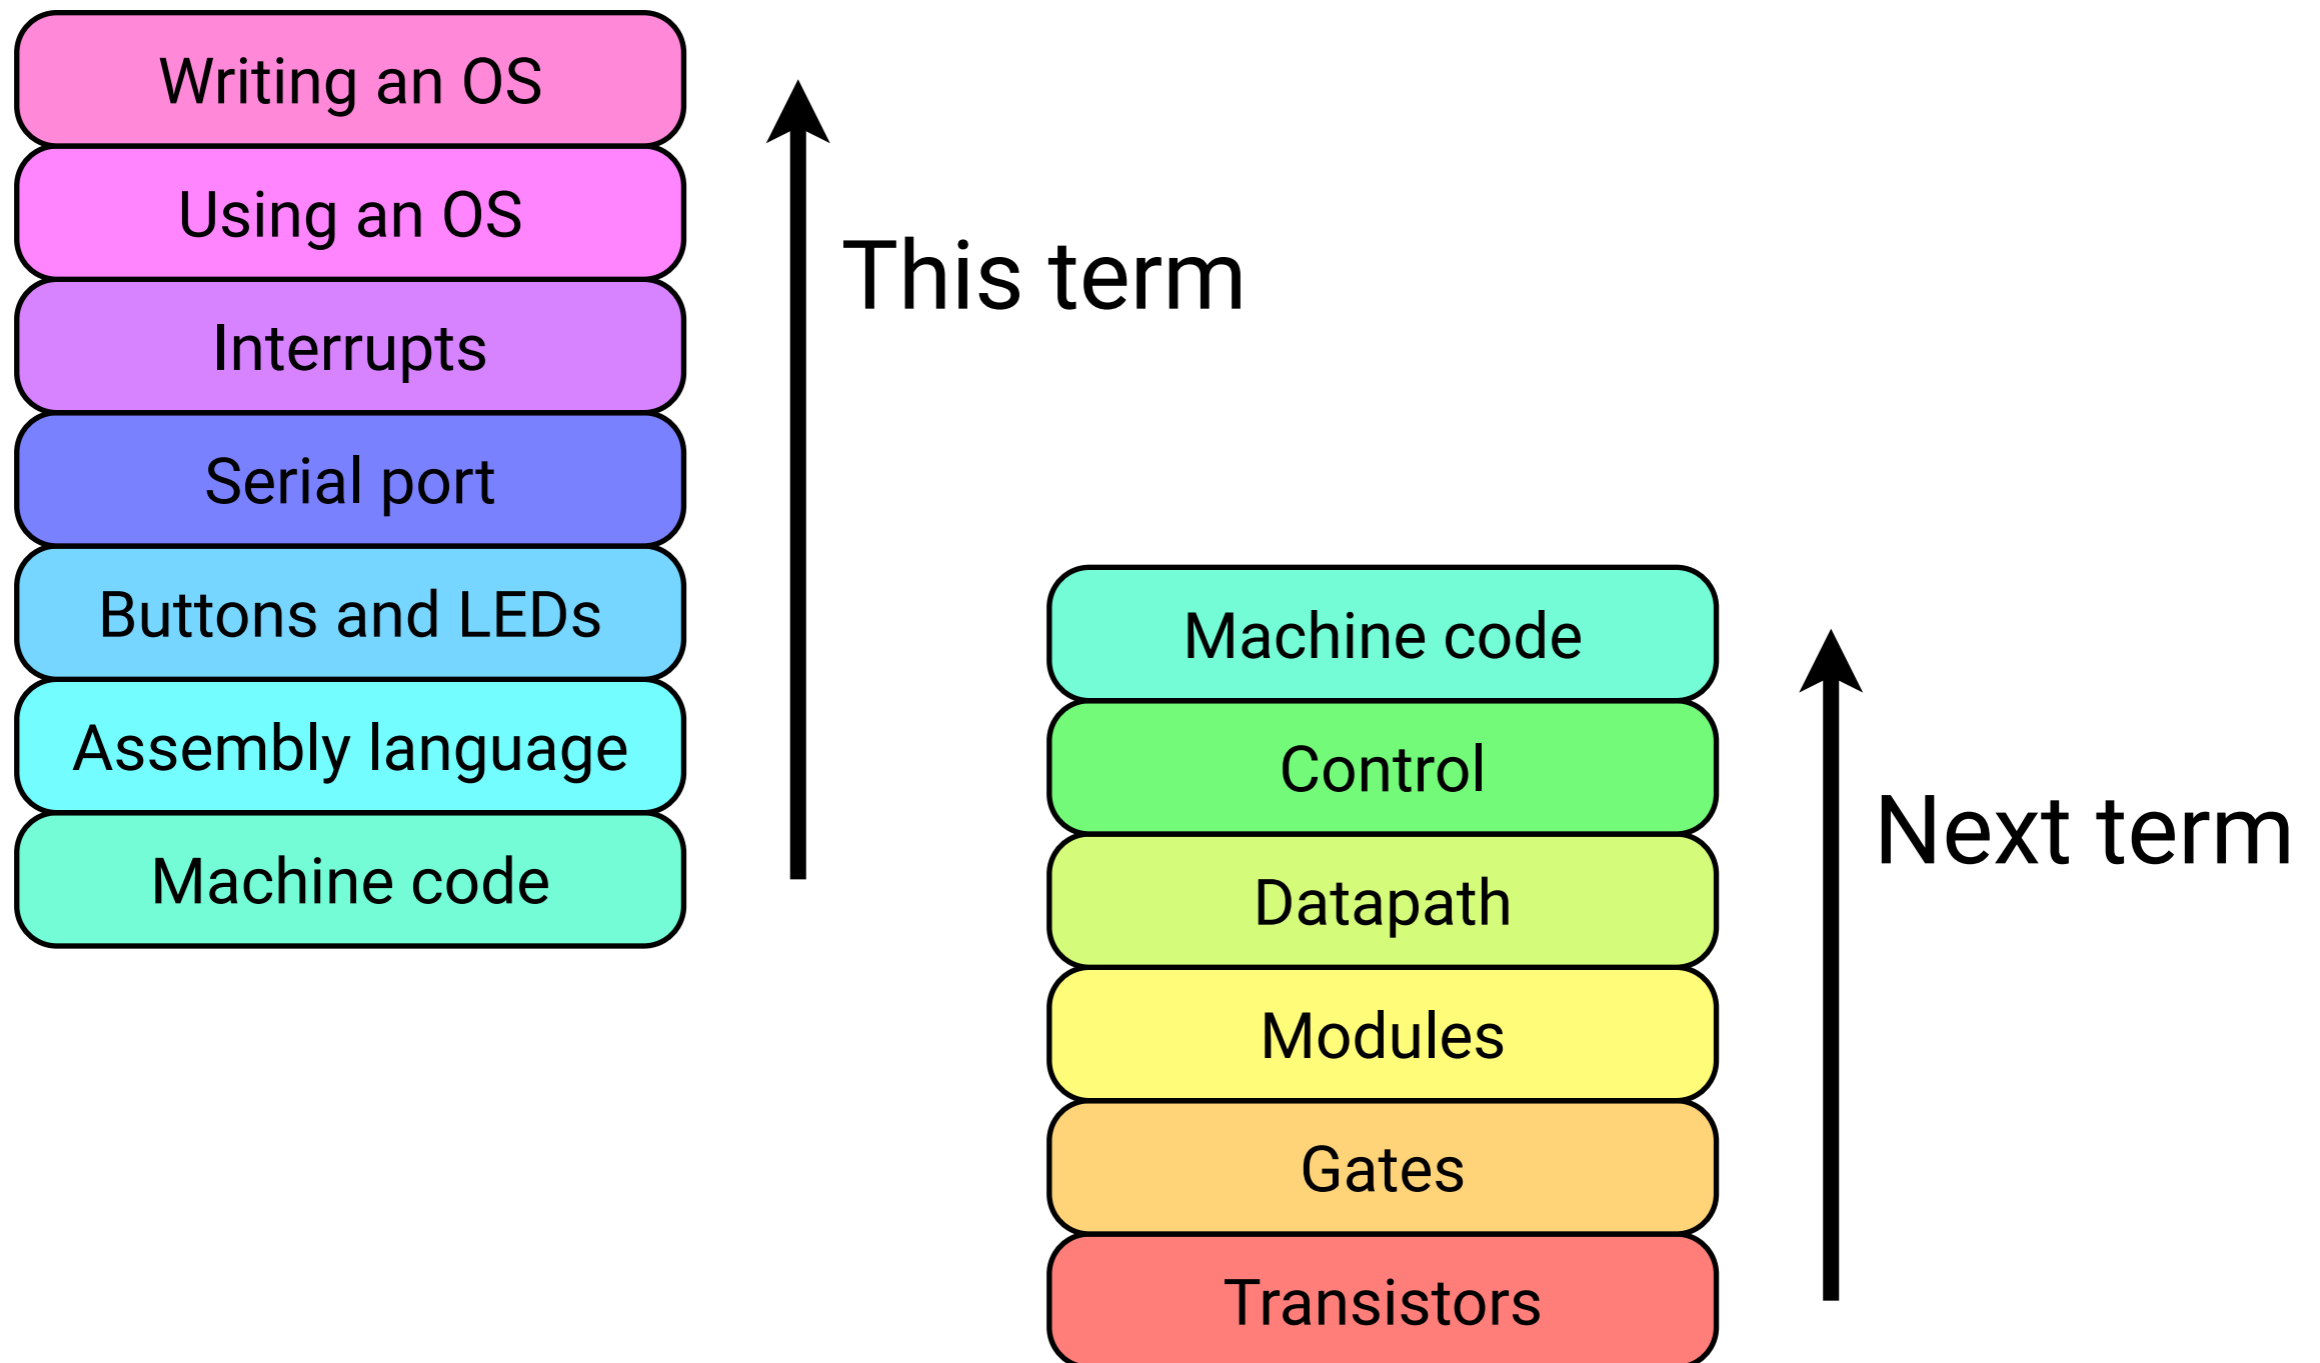 Writing an OS
Using an OS
Interrupts
Serial port
Buttons and LEDs
Assembly language
Machine code
This term
Machine code
Control
Datapath
Modules
Gates
Transistors
Next term